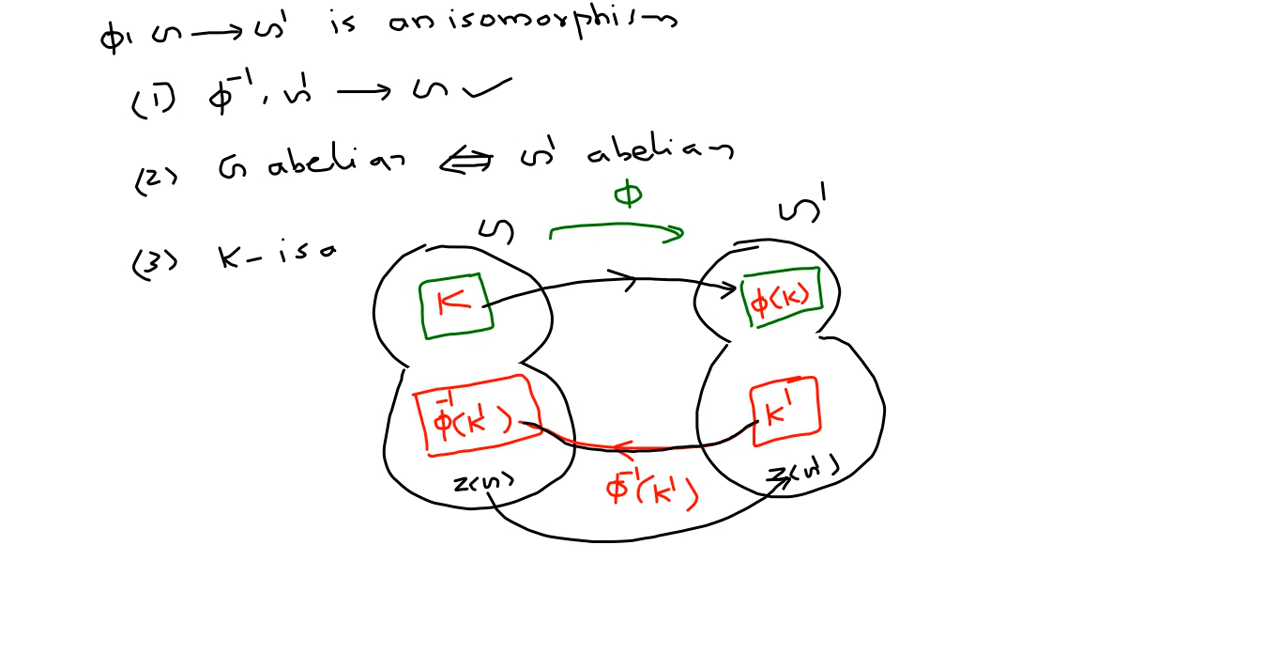 ϕ: G → G' is an isomorphism
(1) ϕ⁻¹: G' → G ✓
(2) G abelian ⟺ G' abelian
ϕ
G G'
(3) K - is a
K ϕ(K)
ϕ⁻¹(K') K'
Z(G) ϕ⁻¹(K') Z(G')